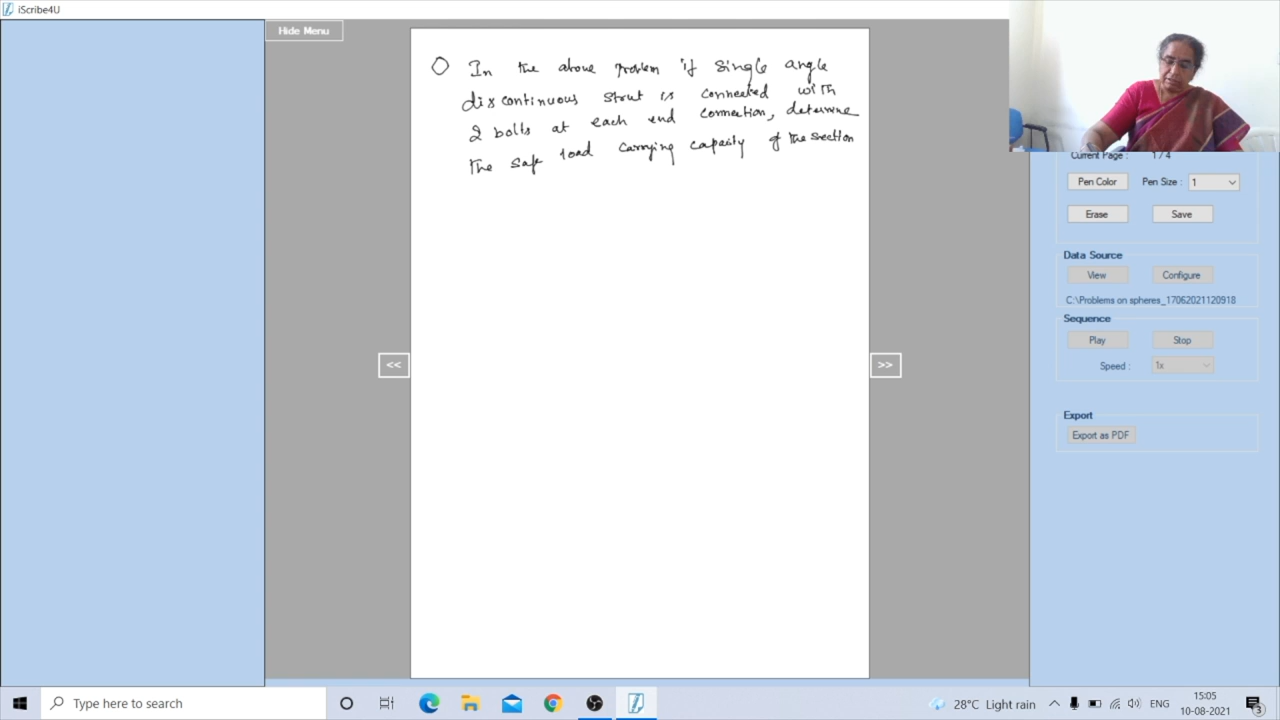 iScribe4U
Hide Menu
In the above problem if single angle
discontinuous strut is connected with
2 bolts at each end connection, determine
the safe load carrying capacity of the section
Current Page : 1 / 4
Pen Color Pen Size : 1
Erase Save
Data Source
View Configure
C:\Problems on spheres_17062021120918
Sequence
Play Stop
<< >>
Speed : 1x
Export
Export as PDF
Type here to search
28°C Light rain ENG 15:05
10-08-2021
3